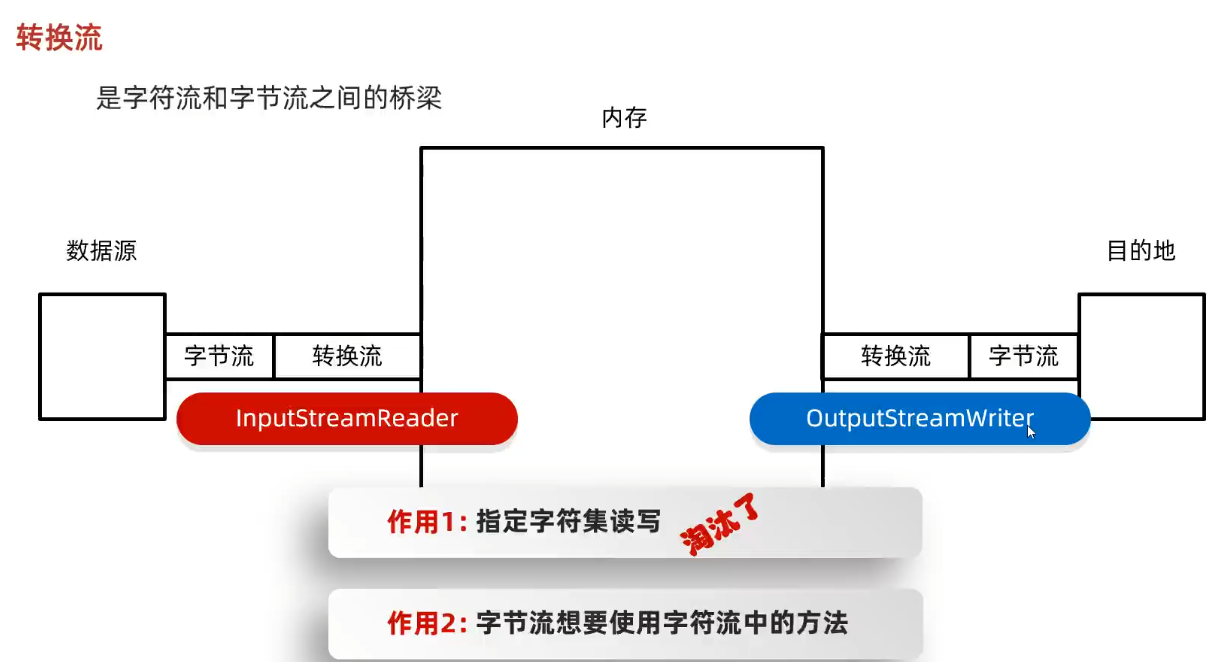 转换流
是字符流和字节流之间的桥梁
内存
数据源
目的地
字节流
转换流
转换流
字节流
InputStreamReader
OutputStreamWriter
作用1: 指定字符集读写
淘汰了
作用2: 字节流想要使用字符流中的方法